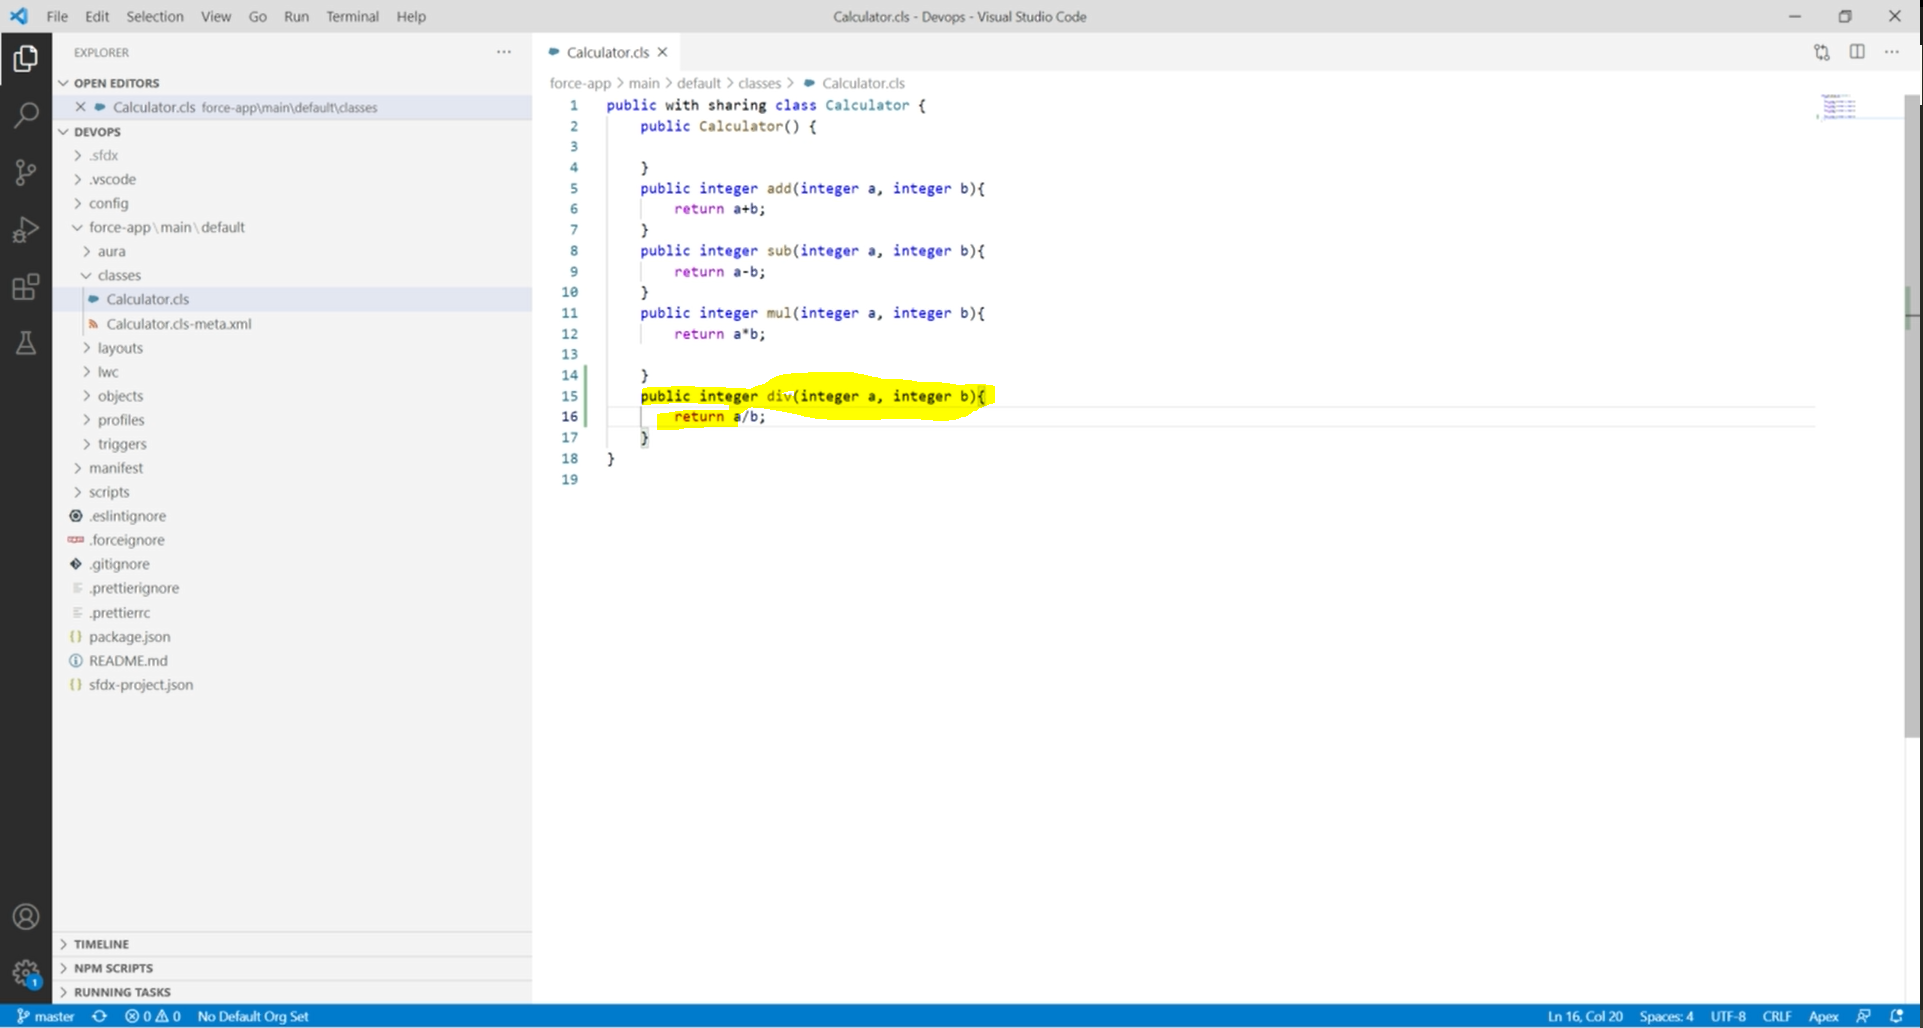 File Edit Selection View Go Run Terminal Help
Calculator.cls - Devops - Visual Studio Code
EXPLORER
OPEN EDITORS
Calculator.cls force-app\main\default\classes
DEVOPS
.sfdx
.vscode
config
force-app\main\default
aura
classes
Calculator.cls
Calculator.cls-meta.xml
layouts
lwc
objects
profiles
triggers
manifest
scripts
.eslintignore
.forceignore
.gitignore
.prettierignore
.prettierrc
package.json
README.md
sfdx-project.json
TIMELINE
NPM SCRIPTS
RUNNING TASKS
Calculator.cls
force-app > main > default > classes > Calculator.cls
1 public with sharing class Calculator {
2 public Calculator() {
3
4 }
5 public integer add(integer a, integer b){
6 return a+b;
7 }
8 public integer sub(integer a, integer b){
9 return a-b;
10 }
11 public integer mul(integer a, integer b){
12 return a*b;
13
14 }
15 public integer div(integer a, integer b){
16 return a/b;
17 }
18 }
19
1
master 0 0 No Default Org Set
Ln 16, Col 20 Spaces: 4 UTF-8 CRLF Apex